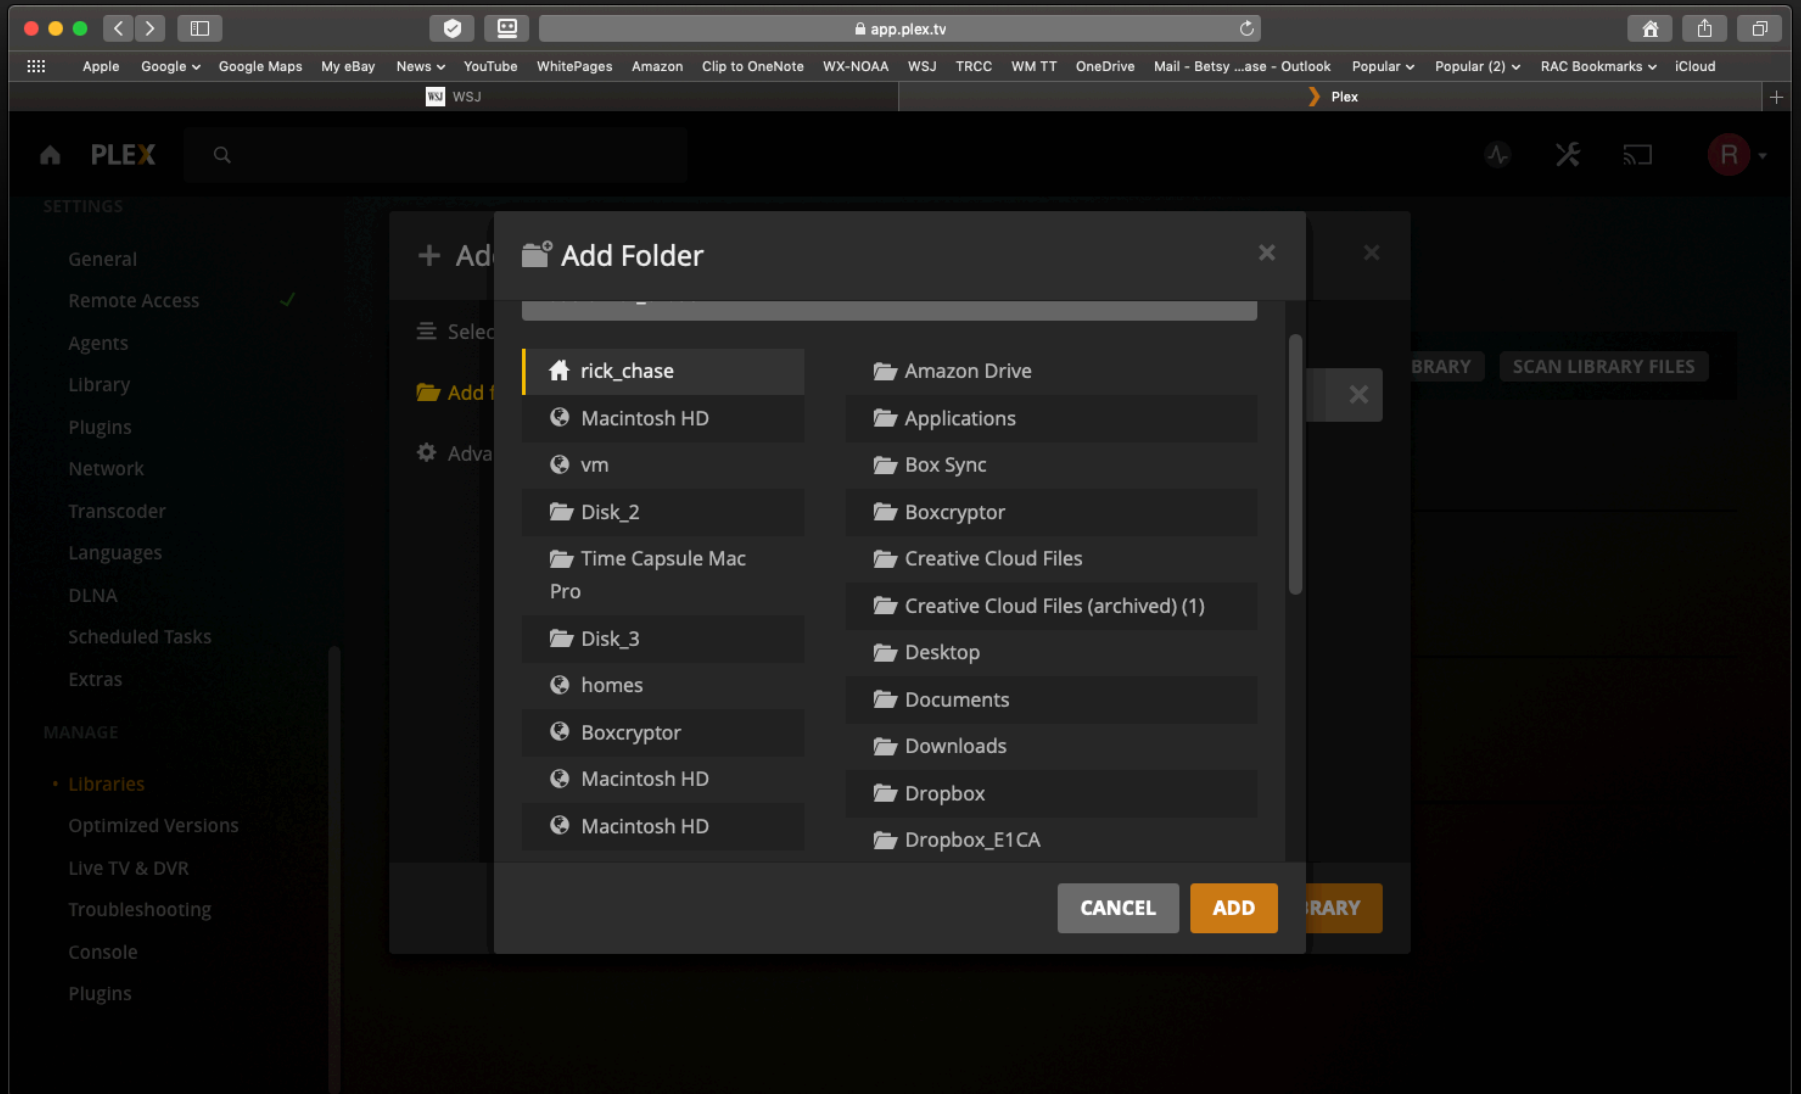 app.plex.tv
Apple Google Google Maps My eBay News YouTube WhitePages Amazon Clip to OneNote WX-NOAA WSJ TRCC WM TT OneDrive Mail - Betsy ...ase - Outlook Popular Popular (2) RAC Bookmarks iCloud
WSJ WSJ
Plex
PLEX
R
SETTINGS
General
Remote Access
Agents
Library
Plugins
Network
Transcoder
Languages
DLNA
Scheduled Tasks
Extras
MANAGE
Libraries
Optimized Versions
Live TV & DVR
Troubleshooting
Console
Plugins
Add Folder
rick_chase
Macintosh HD
vm
Disk_2
Time Capsule Mac
Pro
Disk_3
homes
Boxcryptor
Macintosh HD
Macintosh HD
Amazon Drive
Applications
Box Sync
Boxcryptor
Creative Cloud Files
Creative Cloud Files (archived) (1)
Desktop
Documents
Downloads
Dropbox
Dropbox_E1CA
CANCEL
ADD
SCAN LIBRARY FILES